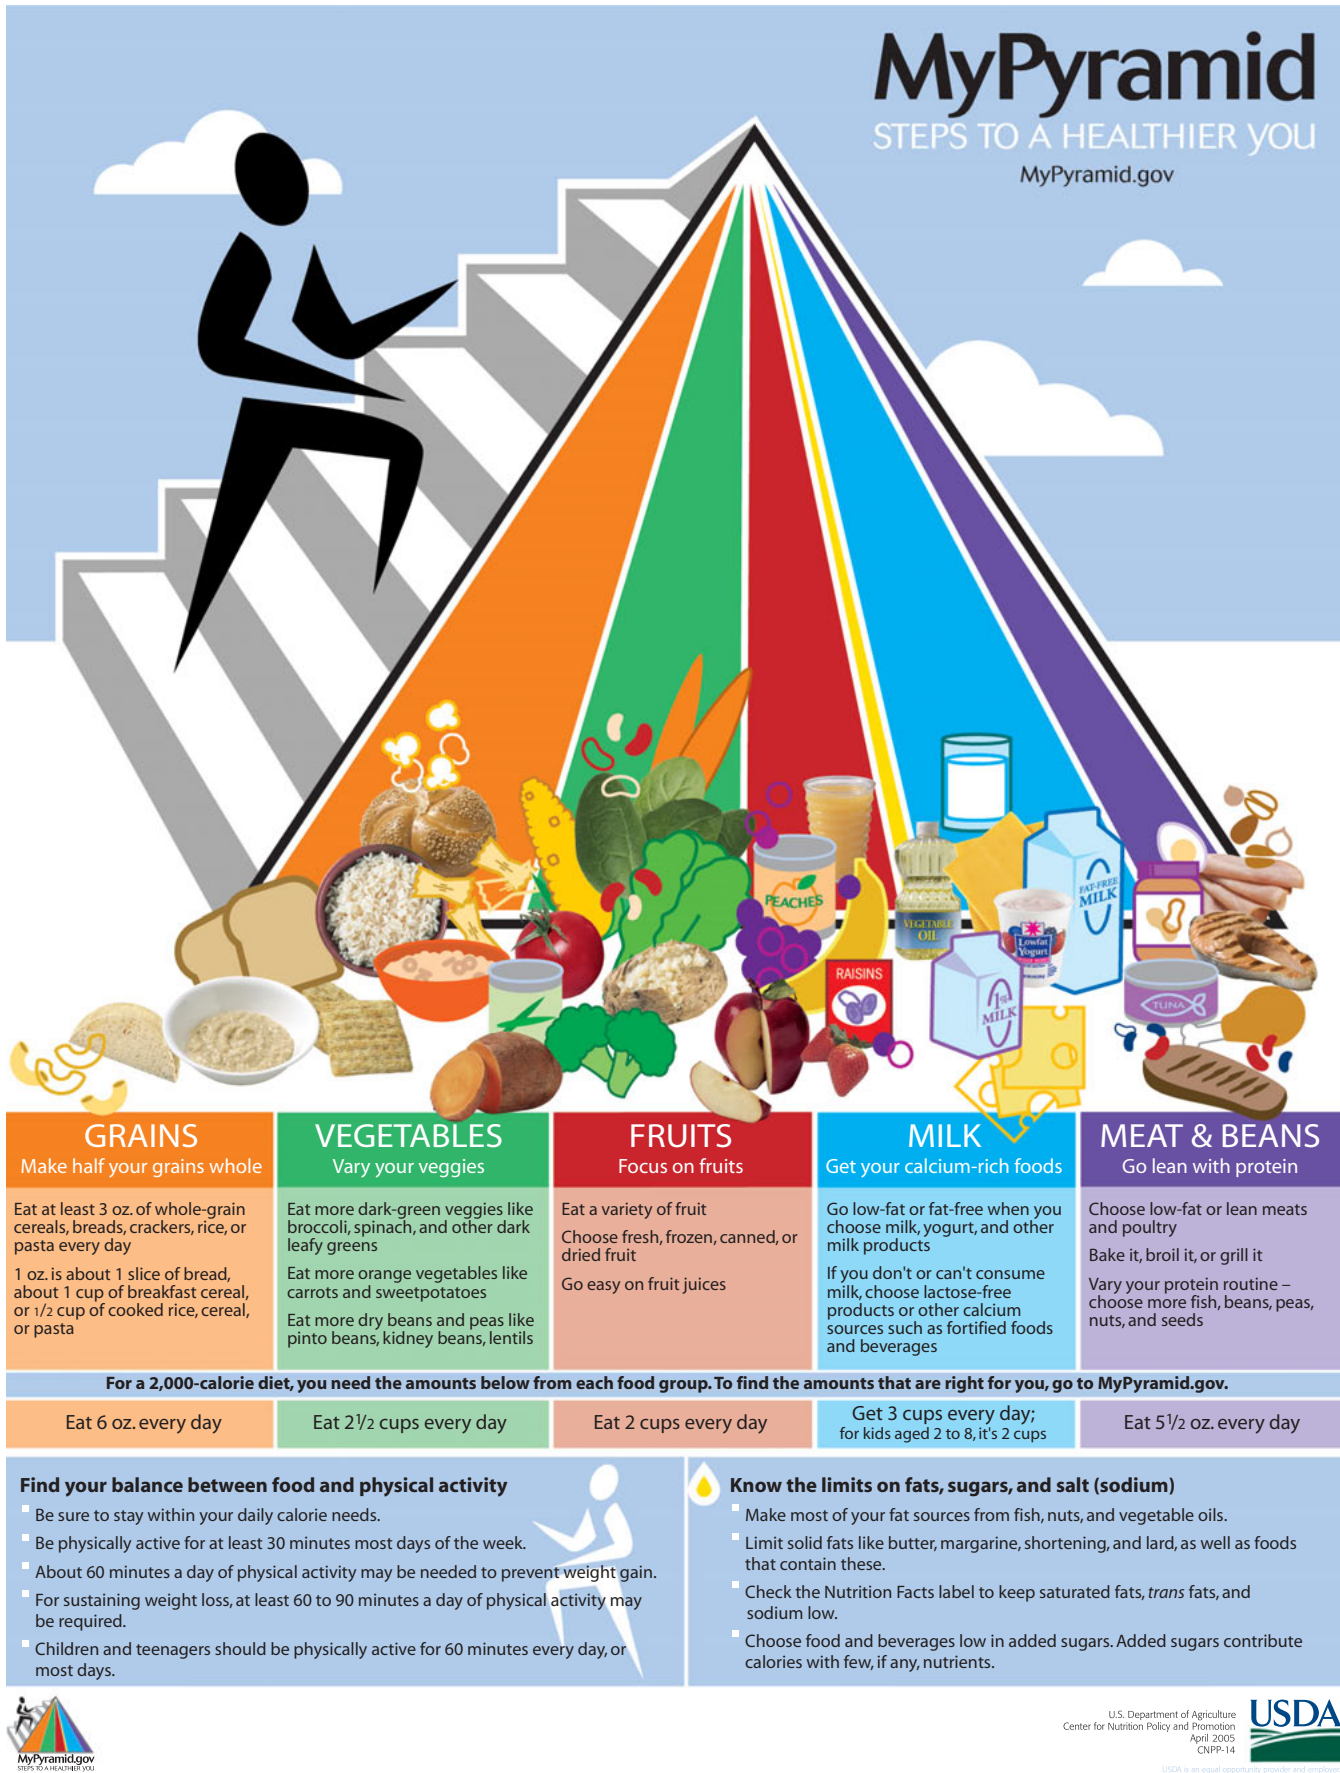 MyPyramid
STEPS TO A HEALTHIER YOU
MyPyramid.gov
PEACHES
VEGETABLE
OIL
FAT-FREE
MILK
Lowfat
Yogurt
RAISINS
1%
MILK
TUNA
GRAINS
Make half your grains whole
Eat at least 3 oz. of whole-grain
cereals, breads, crackers, rice, or
pasta every day
1 oz. is about 1 slice of bread,
about 1 cup of breakfast cereal,
or 1/2 cup of cooked rice, cereal,
or pasta
VEGETABLES
Vary your veggies
Eat more dark-green veggies like
broccoli, spinach, and other dark
leafy greens
Eat more orange vegetables like
carrots and sweetpotatoes
Eat more dry beans and peas like
pinto beans, kidney beans, lentils
FRUITS
Focus on fruits
Eat a variety of fruit
Choose fresh, frozen, canned, or
dried fruit
Go easy on fruit juices
MILK
Get your calcium-rich foods
Go low-fat or fat-free when you
choose milk, yogurt, and other
milk products
If you don't or can't consume
milk, choose lactose-free
products or other calcium
sources such as fortified foods
and beverages
MEAT & BEANS
Go lean with protein
Choose low-fat or lean meats
and poultry
Bake it, broil it, or grill it
Vary your protein routine –
choose more fish, beans, peas,
nuts, and seeds
For a 2,000-calorie diet, you need the amounts below from each food group. To find the amounts that are right for you, go to MyPyramid.gov.
Eat 6 oz. every day
Eat 2 1/2 cups every day
Eat 2 cups every day
Get 3 cups every day;
for kids aged 2 to 8, it's 2 cups
Eat 5 1/2 oz. every day
Find your balance between food and physical activity
Be sure to stay within your daily calorie needs.
Be physically active for at least 30 minutes most days of the week.
About 60 minutes a day of physical activity may be needed to prevent weight gain.
For sustaining weight loss, at least 60 to 90 minutes a day of physical activity may
be required.
Children and teenagers should be physically active for 60 minutes every day, or
most days.
Know the limits on fats, sugars, and salt (sodium)
Make most of your fat sources from fish, nuts, and vegetable oils.
Limit solid fats like butter, margarine, shortening, and lard, as well as foods
that contain these.
Check the Nutrition Facts label to keep saturated fats, trans fats, and
sodium low.
Choose food and beverages low in added sugars. Added sugars contribute
calories with few, if any, nutrients.
MyPyramid.gov
STEPS TO A HEALTHIER YOU
U.S. Department of Agriculture
Center for Nutrition Policy and Promotion
April 2005
CNPP-14
USDA
USDA is an equal opportunity provider and employer.